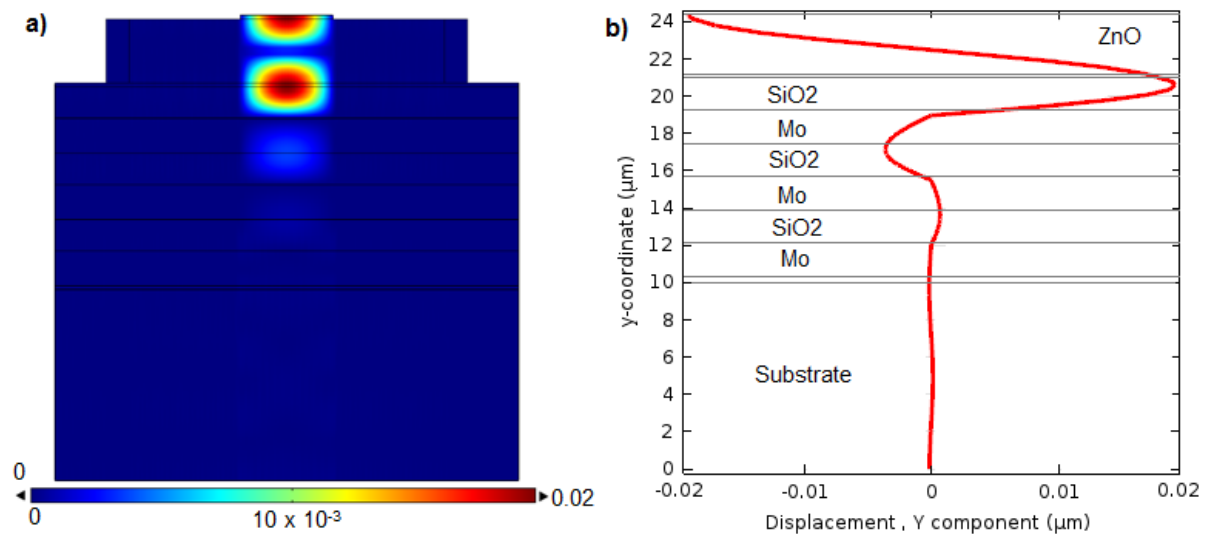 a)
0
0
10 x 10-3
0.02
b)
24
22
20
18
16
14
12
10
8
6
4
2
0
y-coordinate (μm)
ZnO
SiO2
Mo
SiO2
Mo
SiO2
Mo
Substrate
-0.02
-0.01
0
0.01
0.02
Displacement , Y component (μm)